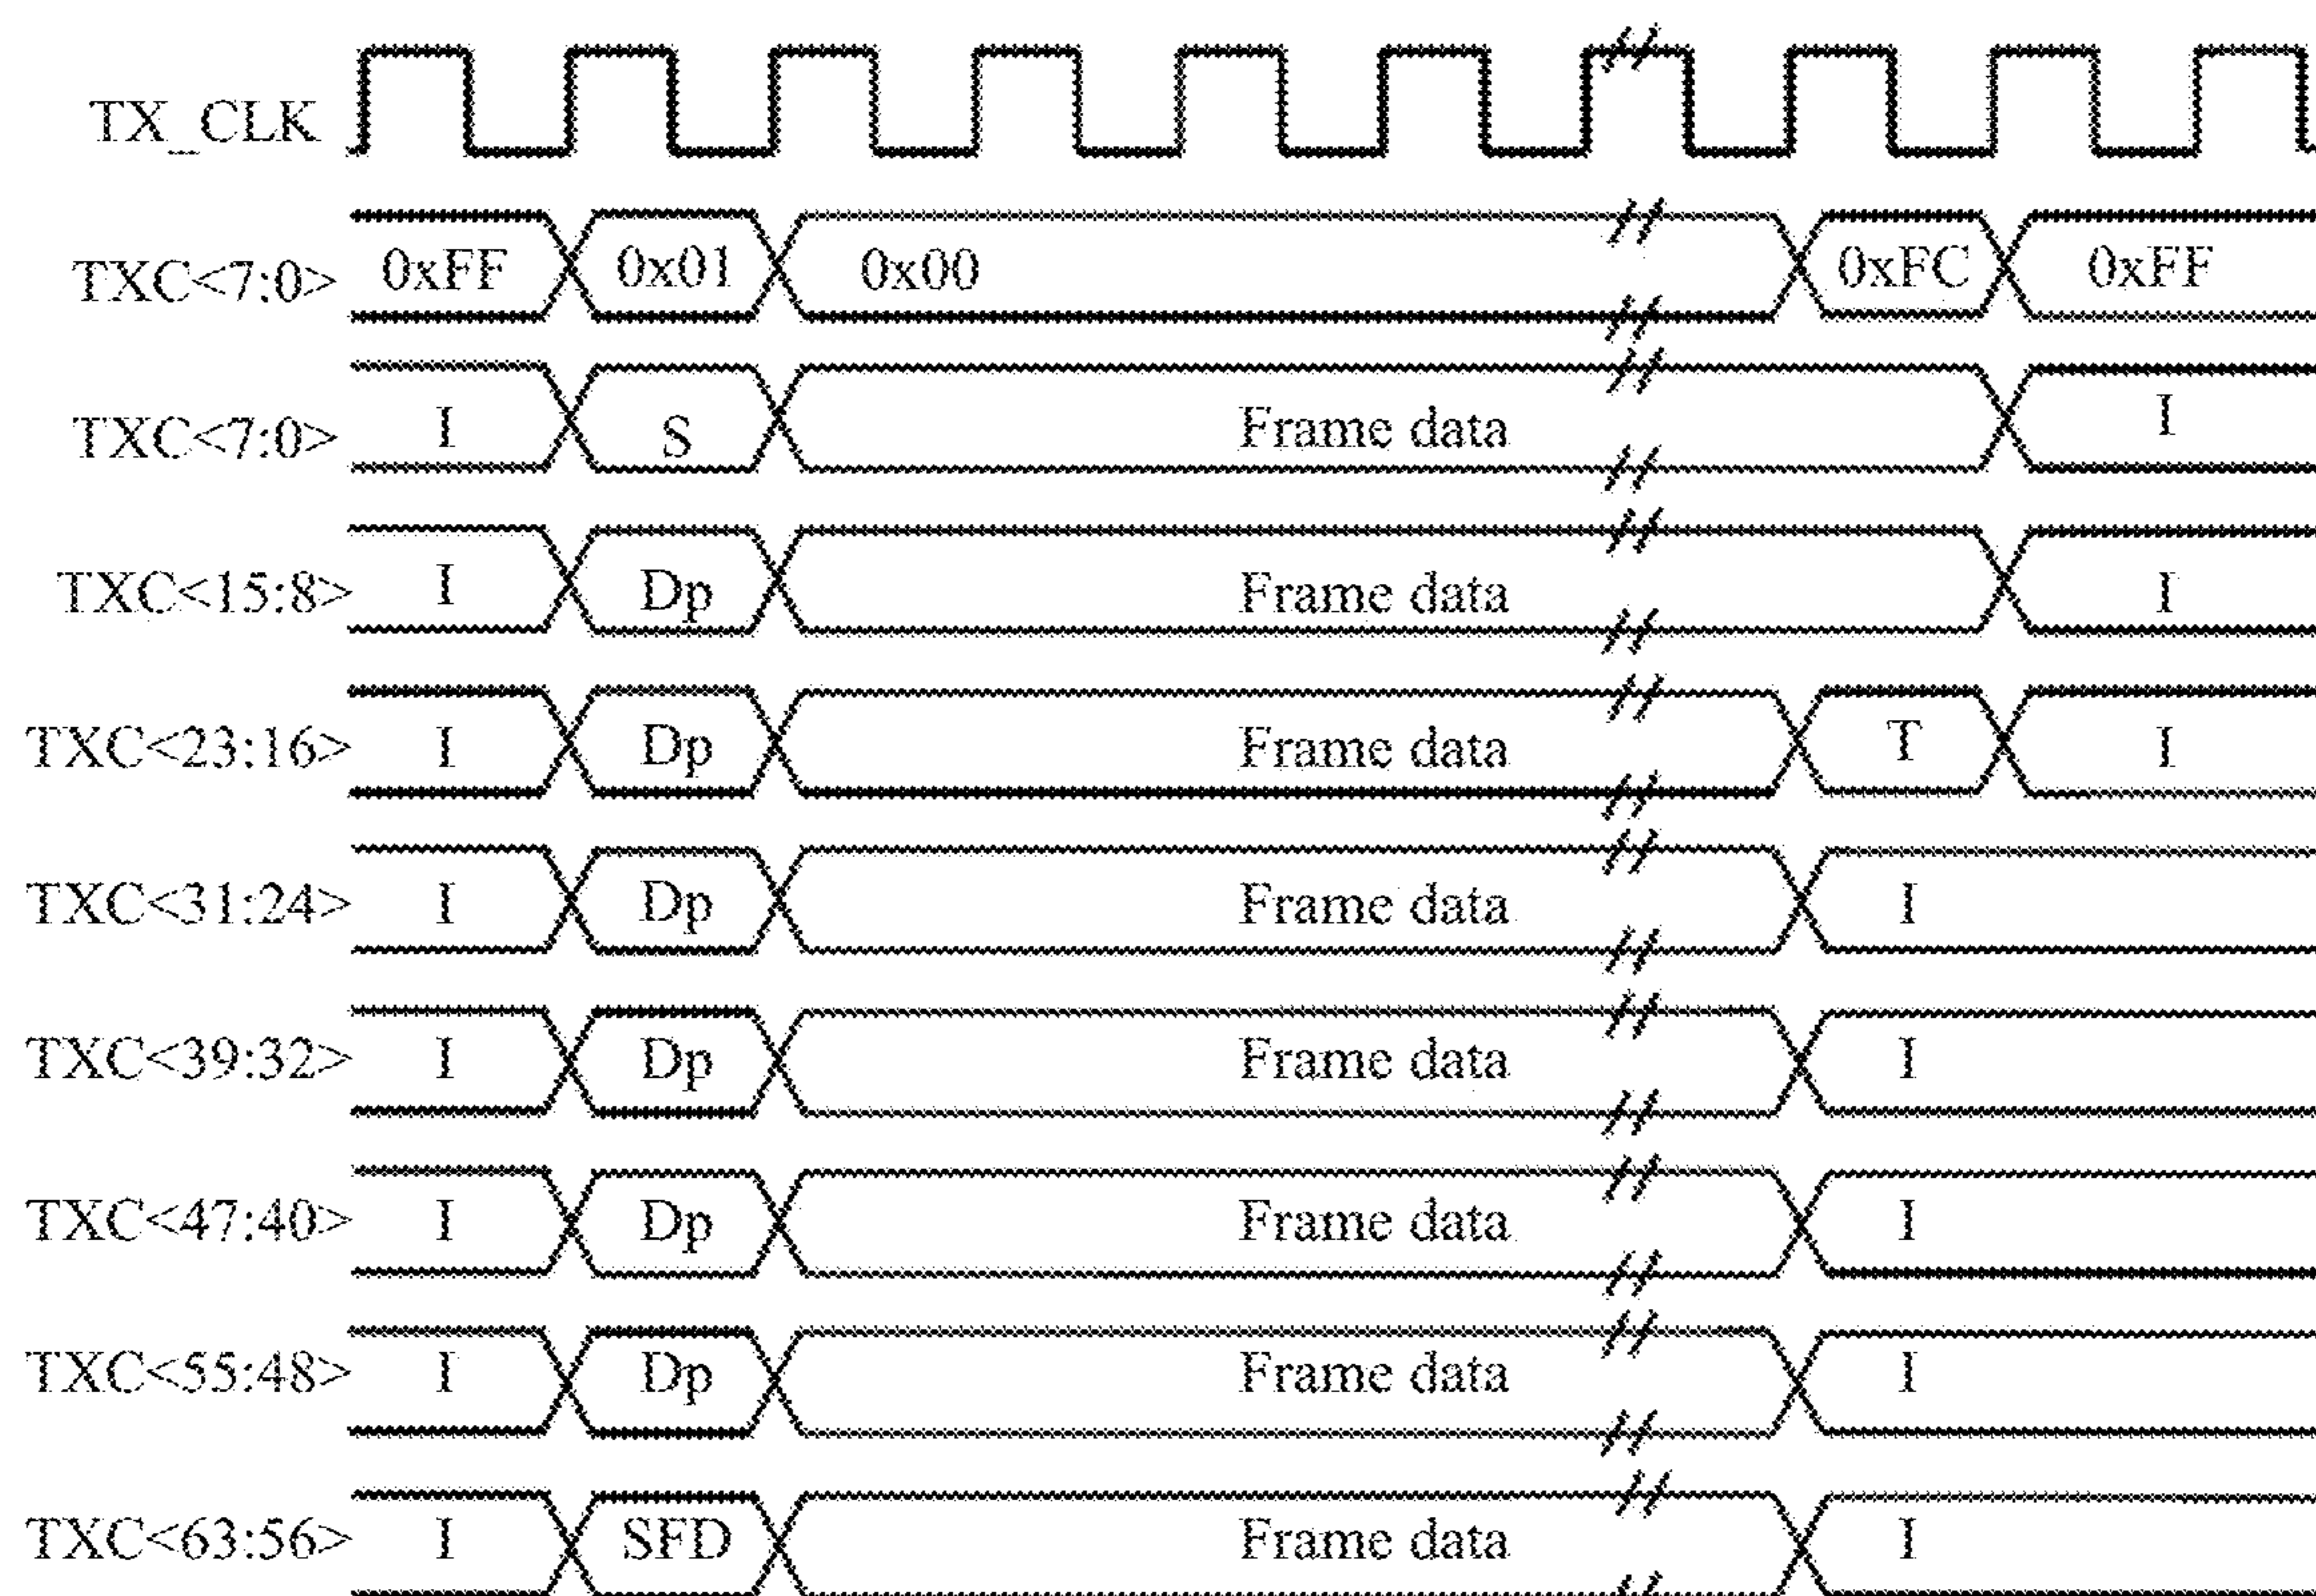 TX_CLK
TXC<7:0> 0xFF 0x01 0x00 0xFC 0xFF
TXC<7:0> I S Frame data I
TXC<15:8> I Dp Frame data I
TXC<23:16> I Dp Frame data T I
TXC<31:24> I Dp Frame data I
TXC<39:32> I Dp Frame data I
TXC<47:40> I Dp Frame data I
TXC<55:48> I Dp Frame data I
TXC<63:56> I SFD Frame data I